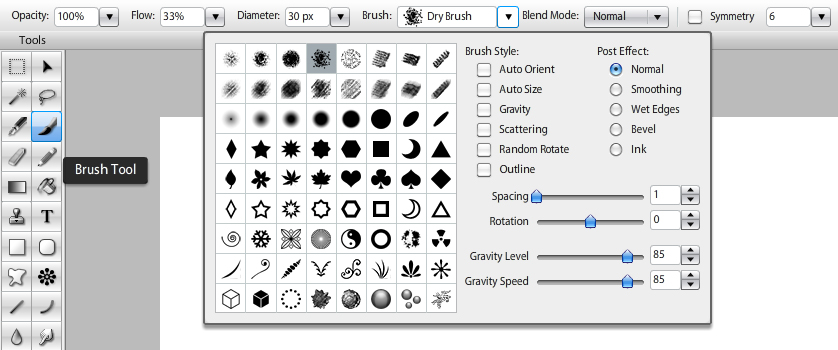 Opacity: 100% Flow: 33% Diameter: 30 px Brush: Dry Brush Blend Mode: Normal Symmetry 6
Tools
Brush Style: Post Effect:
Auto Orient Normal
Auto Size Smoothing
Gravity Wet Edges
Scattering Bevel
Random Rotate Ink
Brush Tool
Outline
Spacing 1
T
Rotation 0
Gravity Level 85
Gravity Speed 85